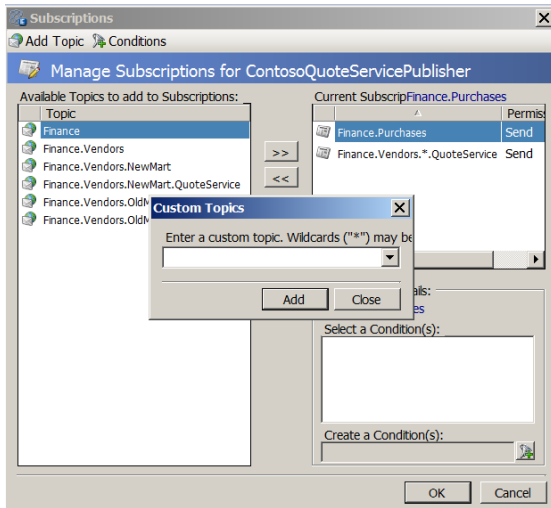 Subscriptions
Add Topic Conditions
Manage Subscriptions for ContosoQuoteServicePublisher
Available Topics to add to Subscriptions:
Topic
Finance
Finance.Vendors
Finance.Vendors.NewMart
Finance.Vendors.NewMart.QuoteService
Finance.Vendors.OldM
Finance.Vendors.OldM
>>
<<
Current SubscripFinance.Purchases
Permiss
Finance.Purchases Send
Finance.Vendors.*.QuoteService Send
Custom Topics
Enter a custom topic. Wildcards ("*") may be
Add Close
ails:
es
Select a Condition(s):
Create a Condition(s):
OK Cancel